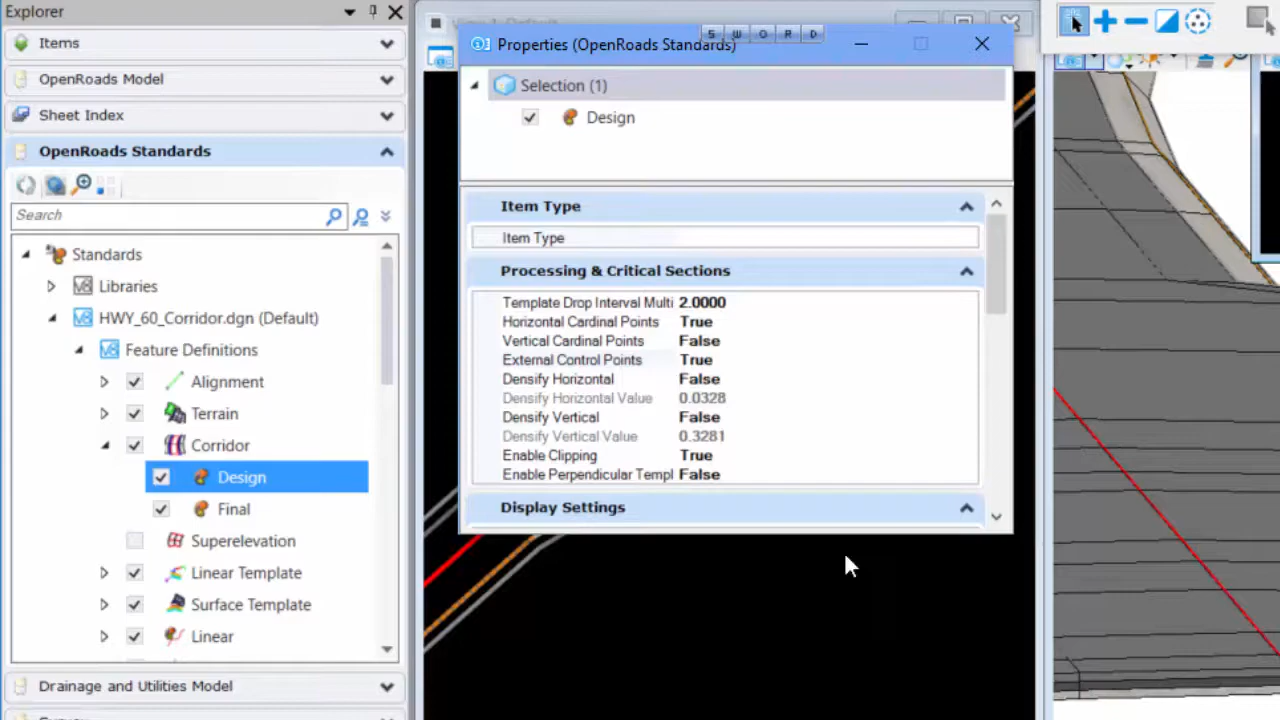 Explorer
Items
OpenRoads Model
Sheet Index
OpenRoads Standards
Search
Standards
Libraries
HWY_60_Corridor.dgn (Default)
Feature Definitions
Alignment
Terrain
Corridor
Design
Final
Superelevation
Linear Template
Surface Template
Linear
Drainage and Utilities Model
View 1, Default
S W O R D
Properties (OpenRoads Standards)
Selection (1)
Design
Item Type
Item Type
Processing & Critical Sections
Template Drop Interval Multi 2.0000
Horizontal Cardinal Points True
Vertical Cardinal Points False
External Control Points True
Densify Horizontal False
Densify Horizontal Value 0.0328
Densify Vertical False
Densify Vertical Value 0.3281
Enable Clipping True
Enable Perpendicular Templ False
Display Settings